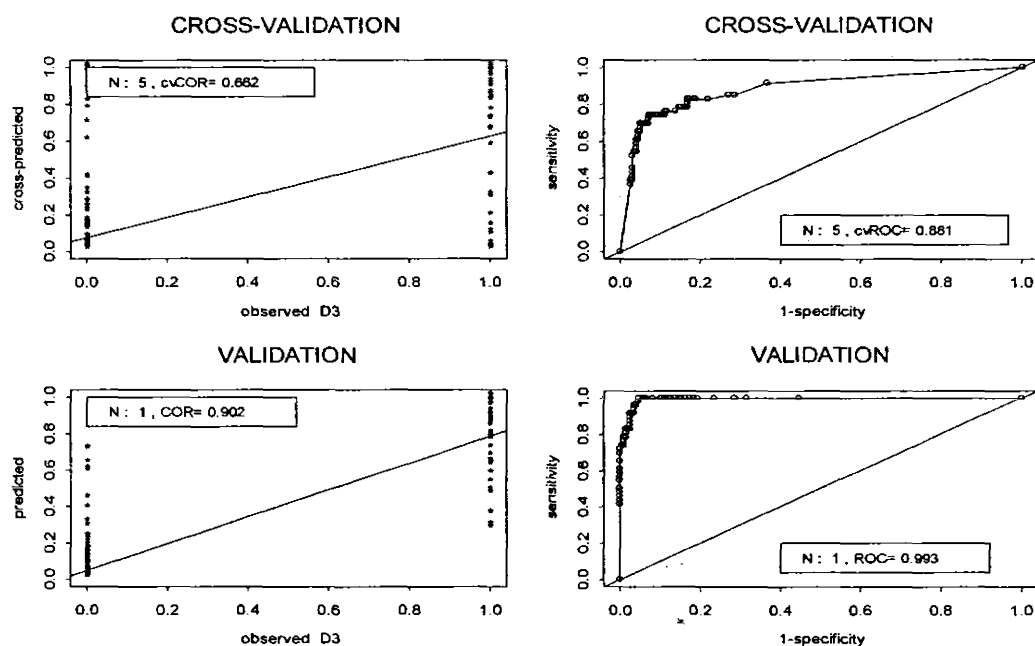 CROSS-VALIDATION
N: 5, cvCOR= 0.662
cross-predicted
0.0 0.2 0.4 0.6 0.8 1.0
0.0 0.2 0.4 0.6 0.8 1.0
observed D3
CROSS-VALIDATION
sensitivity
0.0 0.2 0.4 0.6 0.8 1.0
N: 5, cvROC= 0.881
0.0 0.2 0.4 0.6 0.8 1.0
1-specificity
VALIDATION
N: 1, COR= 0.902
predicted
0.0 0.2 0.4 0.6 0.8 1.0
0.0 0.2 0.4 0.6 0.8 1.0
observed D3
VALIDATION
sensitivity
0.0 0.2 0.4 0.6 0.8 1.0
N: 1, ROC= 0.993
0.0 0.2 0.4 0.6 0.8 1.0
1-specificity